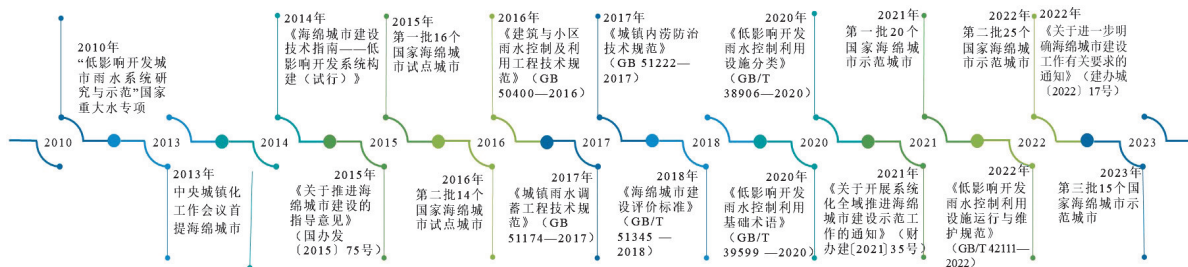 2010年
“低影响开发城
市雨水系统研
究与示范”国家
重大水专项
2014年
《海绵城市建设
技术指南——低
影响开发系统构
建（试行）》
2015年
第一批16个
国家海绵城
市试点城市
2016年
《建筑与小区
雨水控制及利
用工程技术规
范》（GB
50400—2016）
2017年
《城镇内涝防治
技术规范》
（GB 51222—
2017）
2020年
《低影响开发
雨水控制利用
设施分类》
（GB/T
38906—2020）
2021年
第一批20个
国家海绵城
市示范城市
2022年
第二批25个
国家海绵城
市示范城市
2022年
《关于进一步明
确海绵城市建设
工作有关要求的
通知》（建办城
〔2022〕17号）
2010
2013
2014
2015
2016
2017
2018
2020
2021
2022
2023
2013年
中央城镇化
工作会议首
提海绵城市
2015年
《关于推进海
绵城市建设的
指导意见》
（国办发
〔2015〕75号）
2016年
第二批14个
国家海绵城
市试点城市
2017年
《城镇雨水调
蓄工程技术规
范》（GB
51174—2017）
2018年
《海绵城市建
设评价标准》
（GB/T
51345 —
2018）
2020年
《低影响开发
雨水控制利用
基础术语》
（GB/T
39599 —2020）
2021年
《关于开展系统
化全域推进海绵
城市建设示范工
作的通知》（财
办建〔2021〕35号）
2022年
《低影响开发
雨水控制利用
设施运行与维
护规范》
（GB/T 42111—
2022）
2023年
第三批15个国
家海绵城市示
范城市